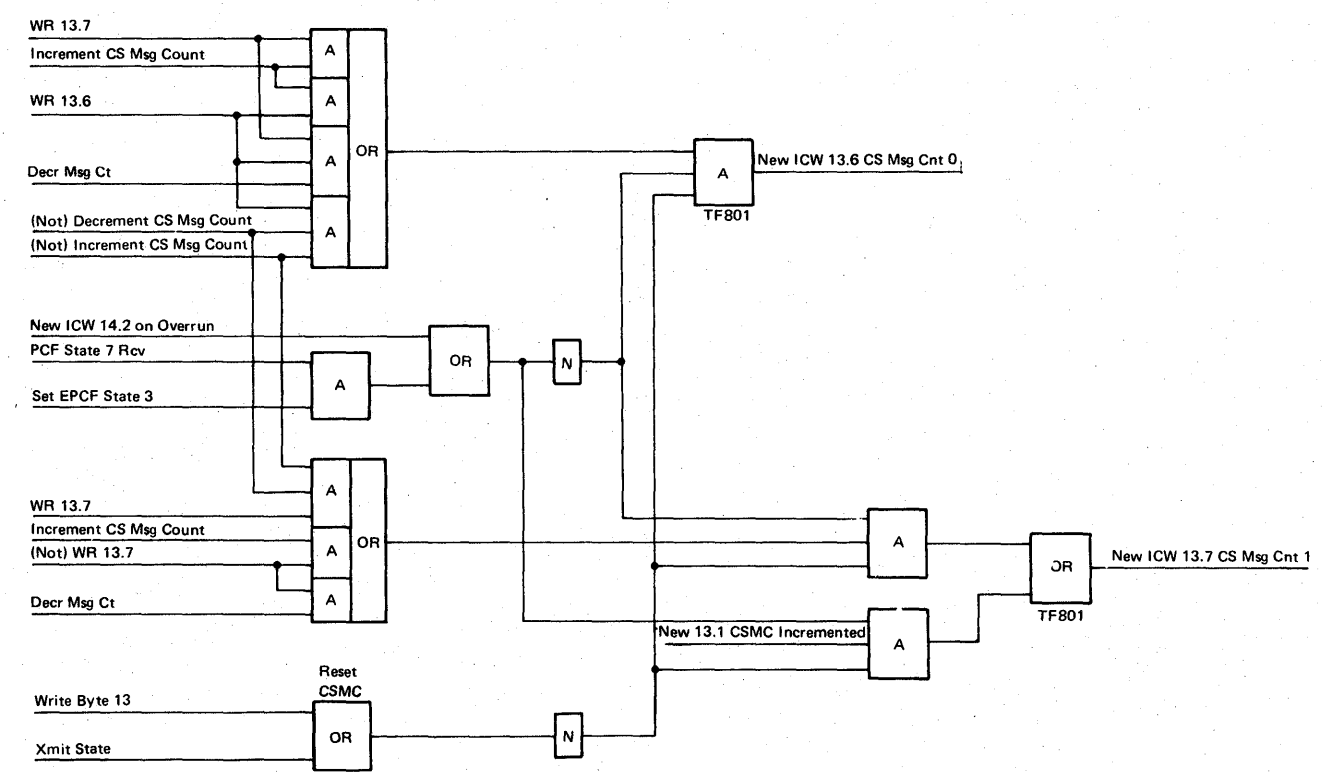 WR 13.7
Increment CS Msg Count
A
A
WR 13.6
A
OR
Decr Msg Ct
(Not) Decrement CS Msg Count
A
(Not) Increment CS Msg Count
A
New ICW 13.6 CS Msg Cnt 0
TF801
New ICW 14.2 on Overrun
PCF State 7 Rcv
OR
N
A
Set EPCF State 3
A
WR 13.7
Increment CS Msg Count
A
OR
(Not) WR 13.7
A
Decr Msg Ct
A
OR
New ICW 13.7 CS Msg Cnt 1
TF801
New 13.1 CSMC Incremented
A
Reset
CSMC
Write Byte 13
OR
N
Xmit State